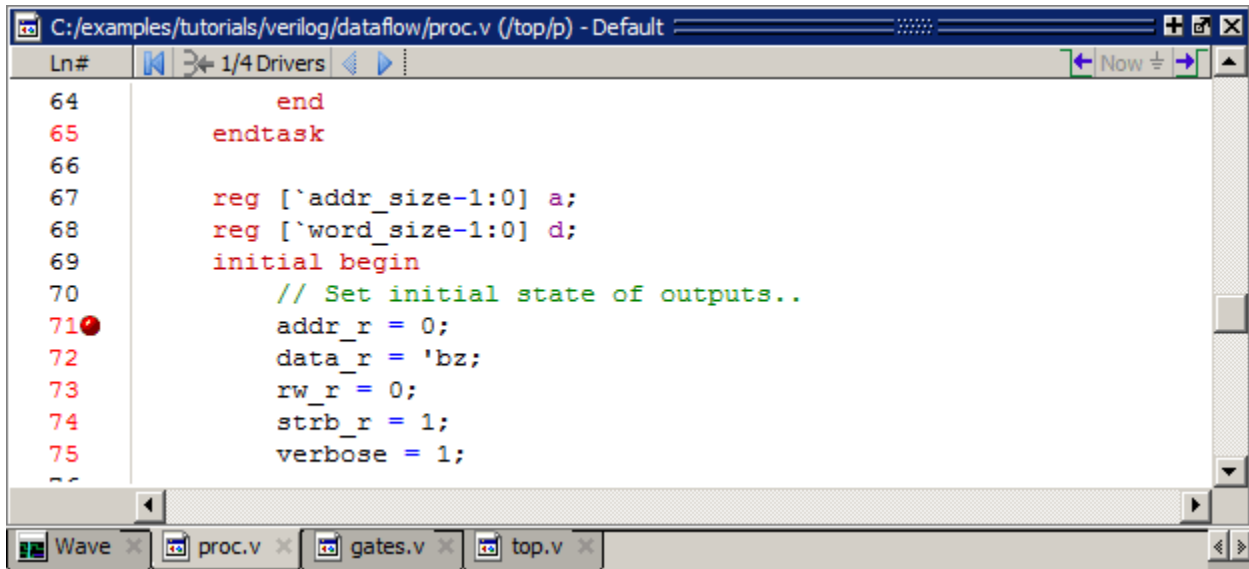 C:/examples/tutorials/verilog/dataflow/proc.v (/top/p) - Default
Ln# 1/4 Drivers Now
64 end
65 endtask
66
67 reg [`addr_size-1:0] a;
68 reg [`word_size-1:0] d;
69 initial begin
70 // Set initial state of outputs..
71 addr_r = 0;
72 data_r = 'bz;
73 rw_r = 0;
74 strb_r = 1;
75 verbose = 1;
Wave proc.v gates.v top.v